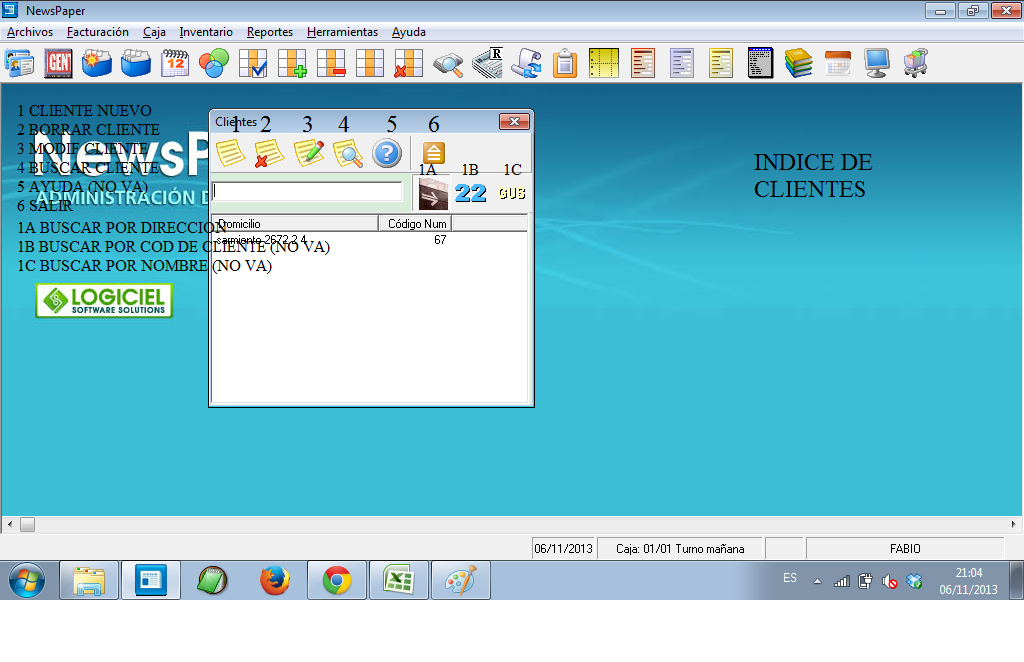 NewsPaper
Archivos Facturación Caja Inventario Reportes Herramientas Ayuda
GEN
12
R
1 CLIENTE NUEVO
2 BORRAR CLIENTE
3 MODIF CLIENTE
4 BUSCAR CLIENTE
5 AYUDA (NO VA)
6 SALIR
1A BUSCAR POR DIRECCION
1B BUSCAR POR COD DE CLIENTE (NO VA)
1C BUSCAR POR NOMBRE (NO VA)
NewsP
ADMINISTRACIÓN D
LOGICIEL
SOFTWARE SOLUTIONS
Clientes
1 2 3 4 5 6
?
1A 1B 1C
22 GUS
Domicilio Código Num
sarmiento 2672 2 4 67
INDICE DE
CLIENTES
06/11/2013 Caja: 01/01 Turno mañana FABIO
ES
21:04
06/11/2013